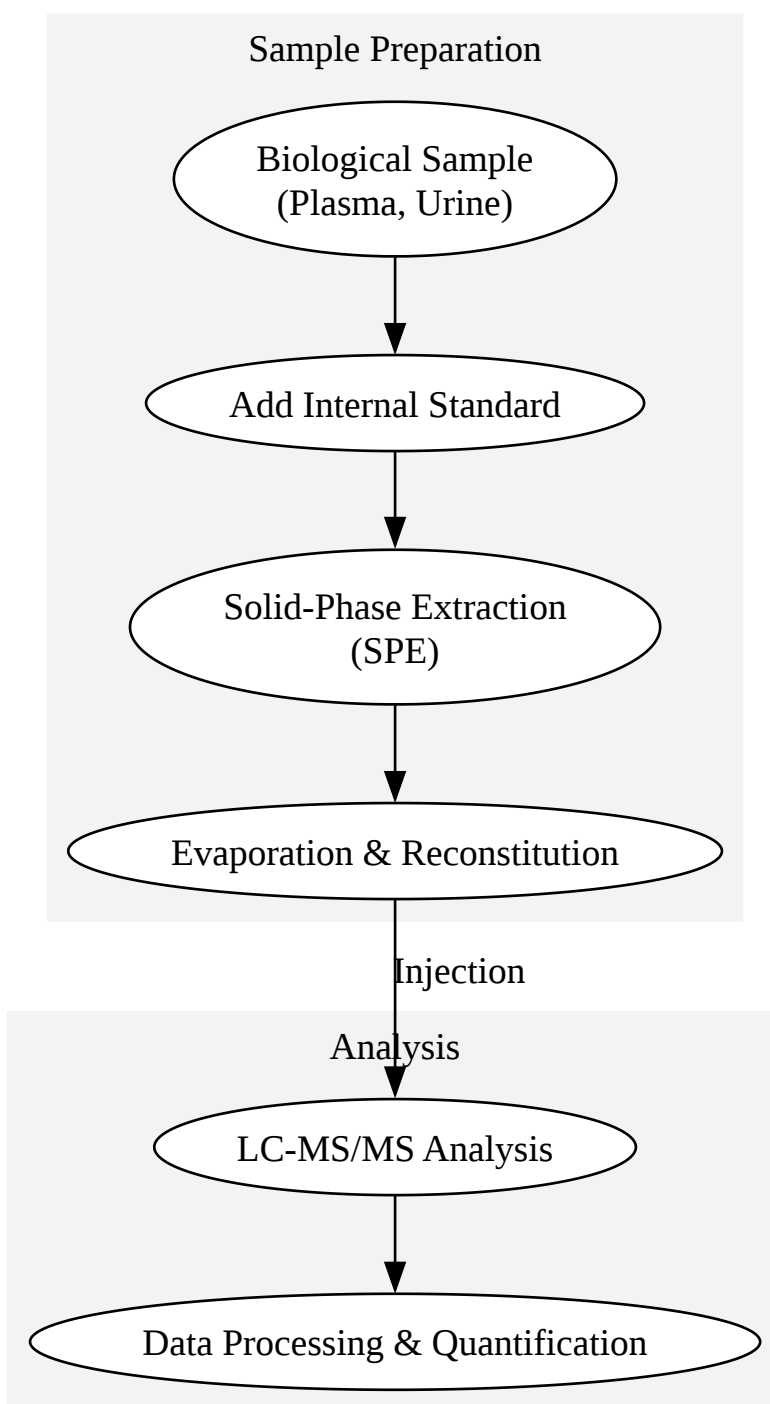 Sample Preparation
Biological Sample
(Plasma, Urine)
Add Internal Standard
Solid-Phase Extraction
(SPE)
Evaporation & Reconstitution
Injection
Analysis
LC-MS/MS Analysis
Data Processing & Quantification